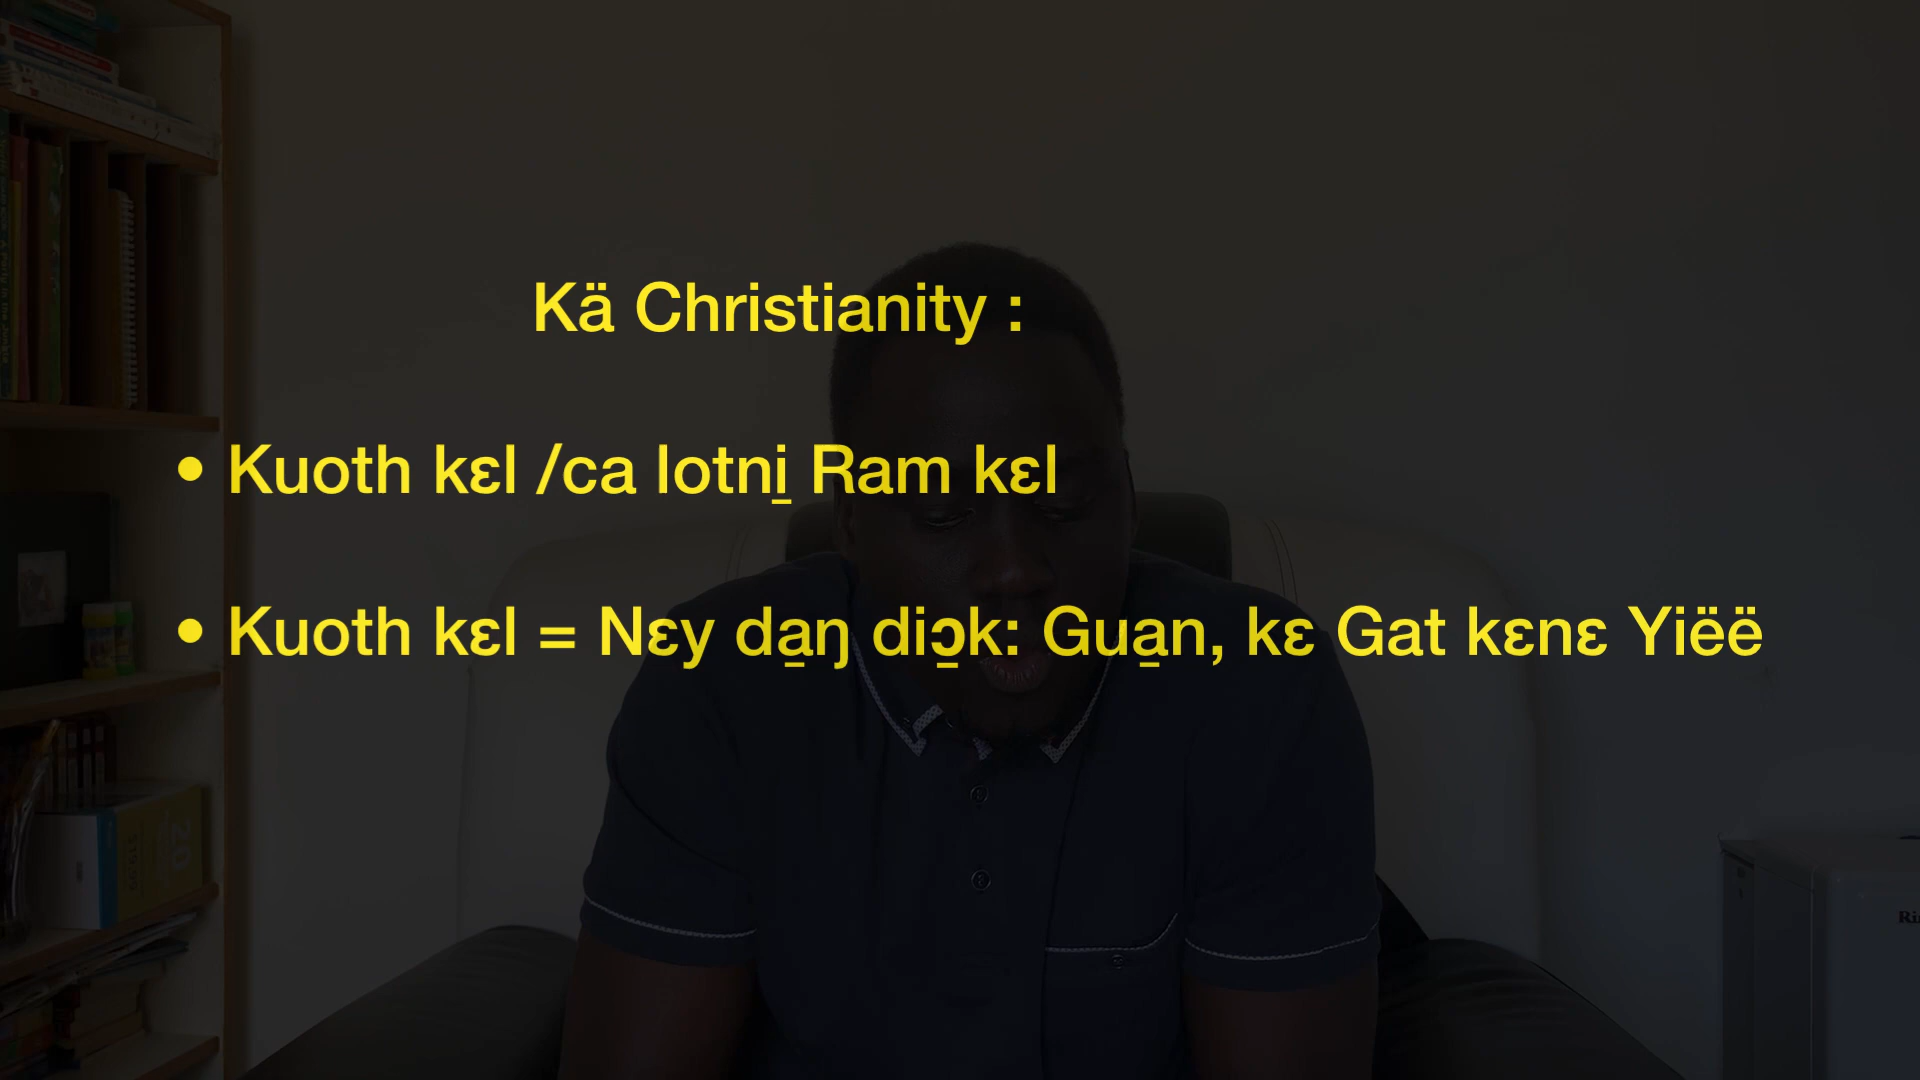 Kä Christianity :
• Kuoth kɛl /ca lotni̱ Ram kɛl
• Kuoth kɛl = Nɛy da̱ŋ diɔ̱k: Gua̱n, kɛ Gat kɛnɛ Yiëë